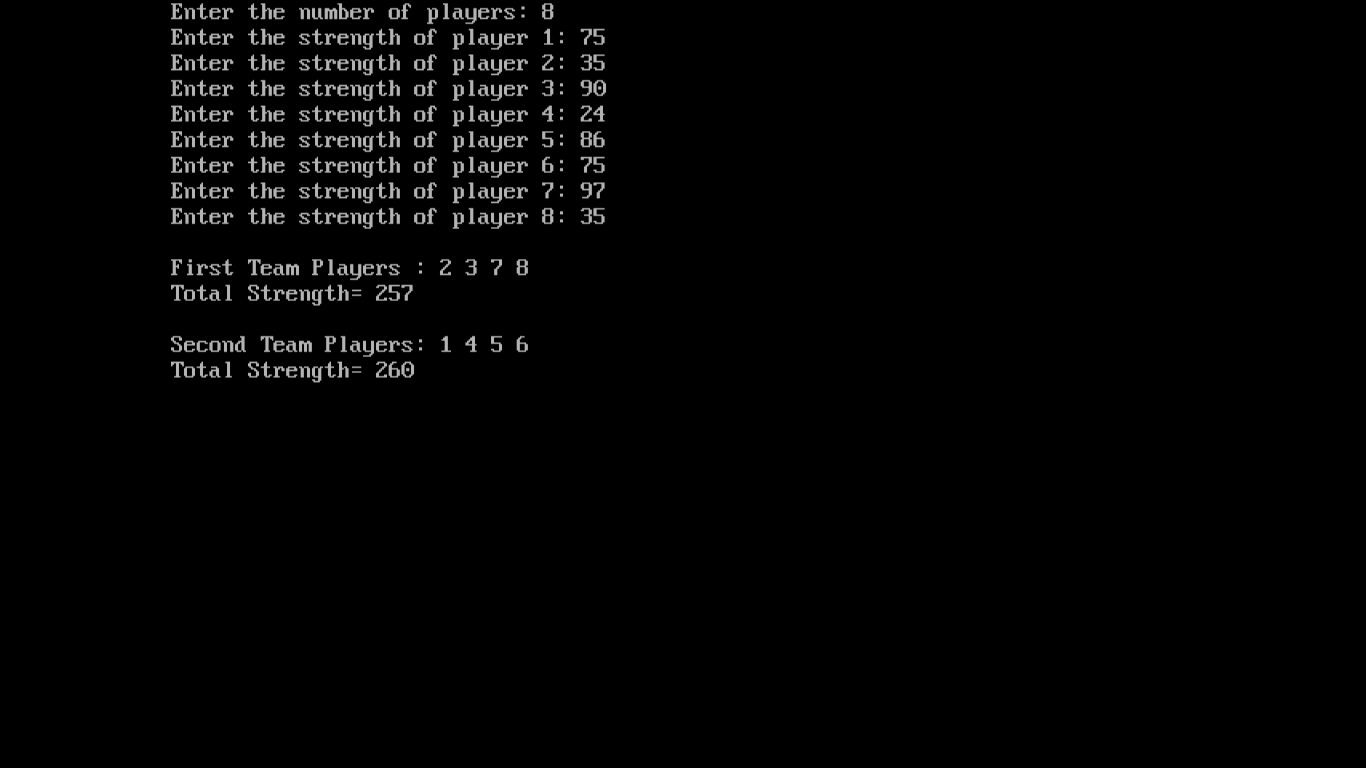 Enter the number of players: 8
Enter the strength of player 1: 75
Enter the strength of player 2: 35
Enter the strength of player 3: 90
Enter the strength of player 4: 24
Enter the strength of player 5: 86
Enter the strength of player 6: 75
Enter the strength of player 7: 97
Enter the strength of player 8: 35
First Team Players : 2 3 7 8
Total Strength= 257
Second Team Players: 1 4 5 6
Total Strength= 260